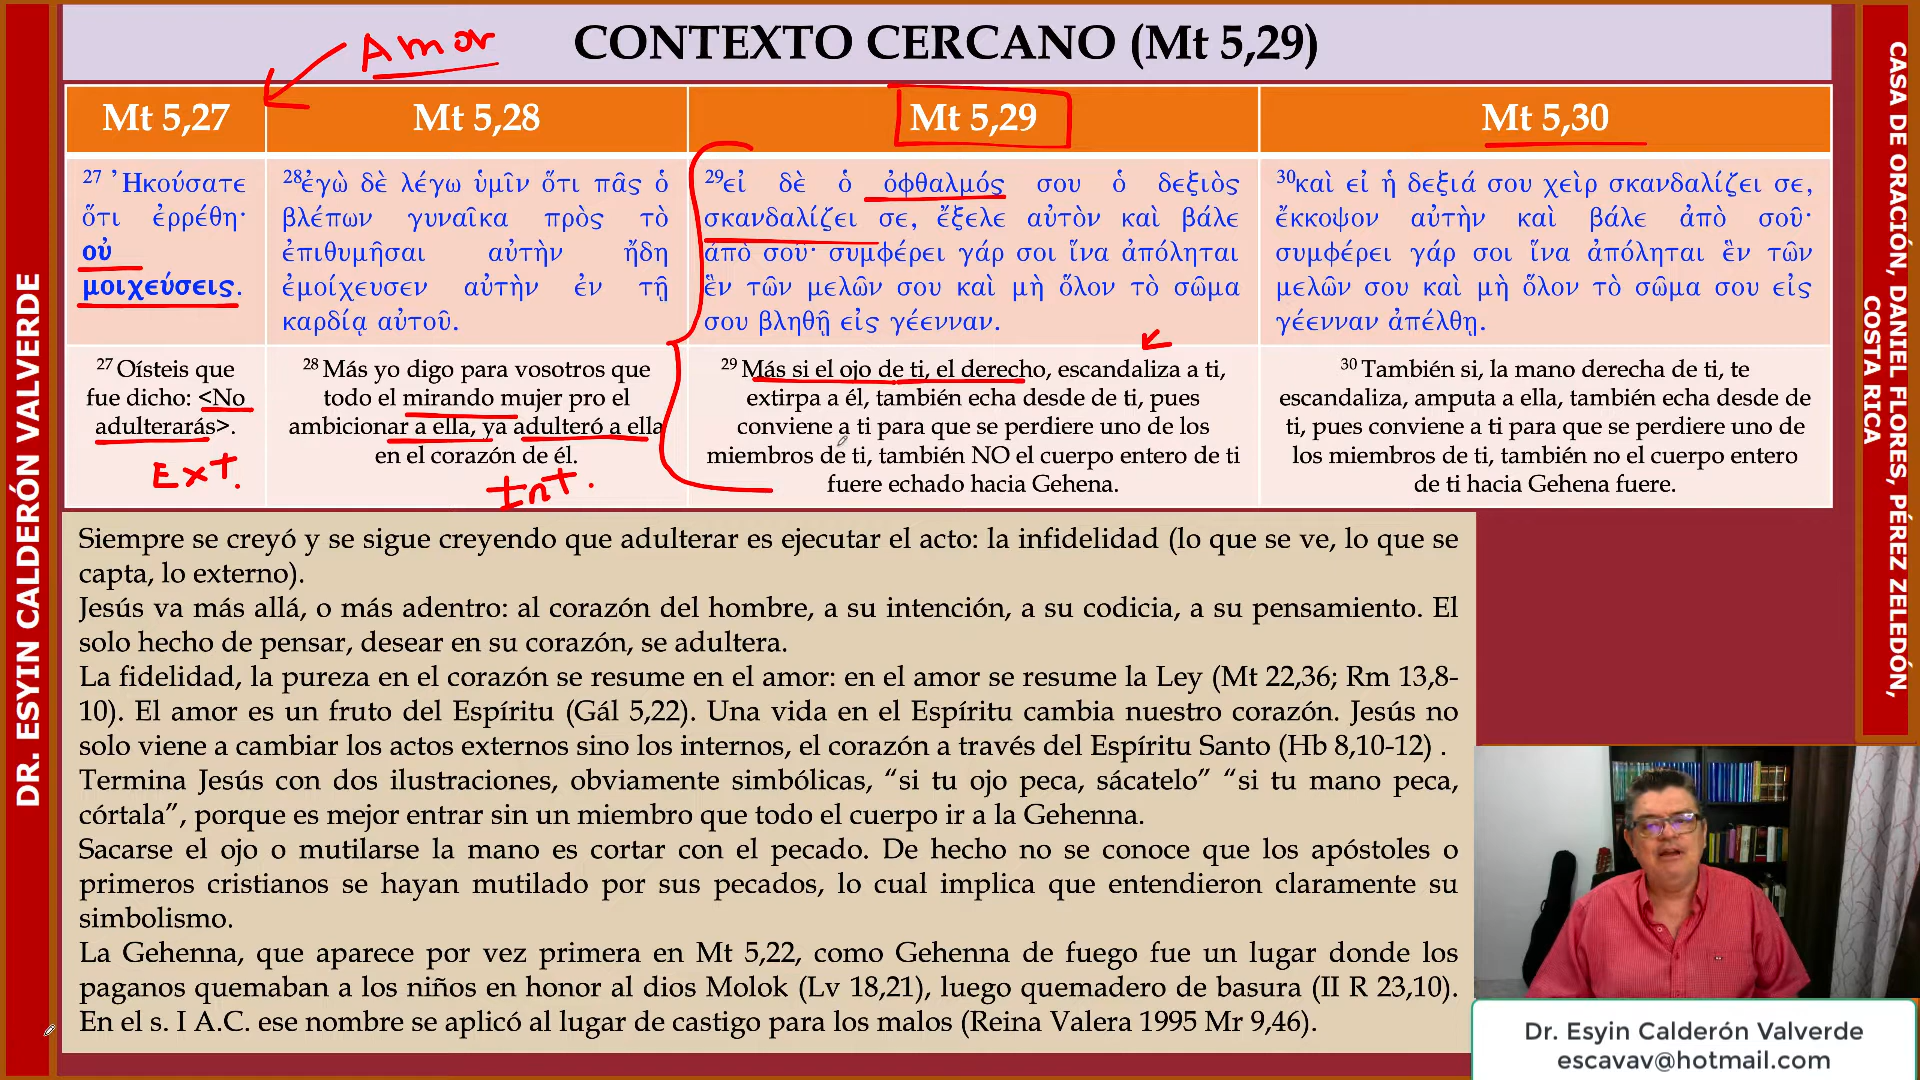 CONTEXTO CERCANO (Mt 5,29)
Amor
Mt 5,27
Mt 5,28
Mt 5,29
Mt 5,30
27 Ἠκούσατε
ὅτι ἐρρέθη·
οὐ
μοιχεύσεις.
28ἐγὼ δὲ λέγω ὑμῖν ὅτι πᾶς ὁ
βλέπων γυναῖκα πρὸς τὸ
ἐπιθυμῆσαι αὐτὴν ἤδη
ἐμοίχευσεν αὐτὴν ἐν τῇ
καρδίᾳ αὐτοῦ.
29εἰ δὲ ὁ ὀφθαλμός σου ὁ δεξιὸς
σκανδαλίζει σε, ἔξελε αὐτὸν καὶ βάλε
ἀπὸ σοῦ· συμφέρει γάρ σοι ἵνα ἀπόληται
ἓν τῶν μελῶν σου καὶ μὴ ὅλον τὸ σῶμα
σου βληθῇ εἰς γέενναν.
30καὶ εἰ ἡ δεξιά σου χεὶρ σκανδαλίζει σε,
ἔκκοψον αὐτὴν καὶ βάλε ἀπὸ σοῦ·
συμφέρει γάρ σοι ἵνα ἀπόληται ἓν τῶν
μελῶν σου καὶ μὴ ὅλον τὸ σῶμα σου εἰς
γέενναν ἀπέλθῃ.
27 Oísteis que
fue dicho: <No
adulterarás>.
Ext.
28 Más yo digo para vosotros que
todo el mirando mujer pro el
ambicionar a ella, ya adulteró a ella
en el corazón de él.
Int.
29 Más si el ojo de ti, el derecho, escandaliza a ti,
extirpa a él, también echa desde de ti, pues
conviene a ti para que se perdiere uno de los
miembros de ti, también NO el cuerpo entero de ti
fuere echado hacia Gehena.
30 También si, la mano derecha de ti, te
escandaliza, amputa a ella, también echa desde de
ti, pues conviene a ti para que se perdiere uno de
los miembros de ti, también no el cuerpo entero
de ti hacia Gehena fuere.
Siempre se creyó y se sigue creyendo que adulterar es ejecutar el acto: la infidelidad (lo que se ve, lo que se
capta, lo externo).
Jesús va más allá, o más adentro: al corazón del hombre, a su intención, a su codicia, a su pensamiento. El
solo hecho de pensar, desear en su corazón, se adultera.
La fidelidad, la pureza en el corazón se resume en el amor: en el amor se resume la Ley (Mt 22,36; Rm 13,8-
10). El amor es un fruto del Espíritu (Gál 5,22). Una vida en el Espíritu cambia nuestro corazón. Jesús no
solo viene a cambiar los actos externos sino los internos, el corazón a través del Espíritu Santo (Hb 8,10-12) .
Termina Jesús con dos ilustraciones, obviamente simbólicas, “si tu ojo peca, sácatelo” “si tu mano peca,
córtala”, porque es mejor entrar sin un miembro que todo el cuerpo ir a la Gehenna.
Sacarse el ojo o mutilarse la mano es cortar con el pecado. De hecho no se conoce que los apóstoles o
primeros cristianos se hayan mutilado por sus pecados, lo cual implica que entendieron claramente su
simbolismo.
La Gehenna, que aparece por vez primera en Mt 5,22, como Gehenna de fuego fue un lugar donde los
paganos quemaban a los niños en honor al dios Molok (Lv 18,21), luego quemadero de basura (II R 23,10).
En el s. I A.C. ese nombre se aplicó al lugar de castigo para los malos (Reina Valera 1995 Mr 9,46).
DR. ESYIN CALDERÓN VALVERDE
CASA DE ORACIÓN, DANIEL FLORES, PÉREZ ZELEDÓN,
COSTA RICA
Dr. Esyin Calderón Valverde
escavav@hotmail.com